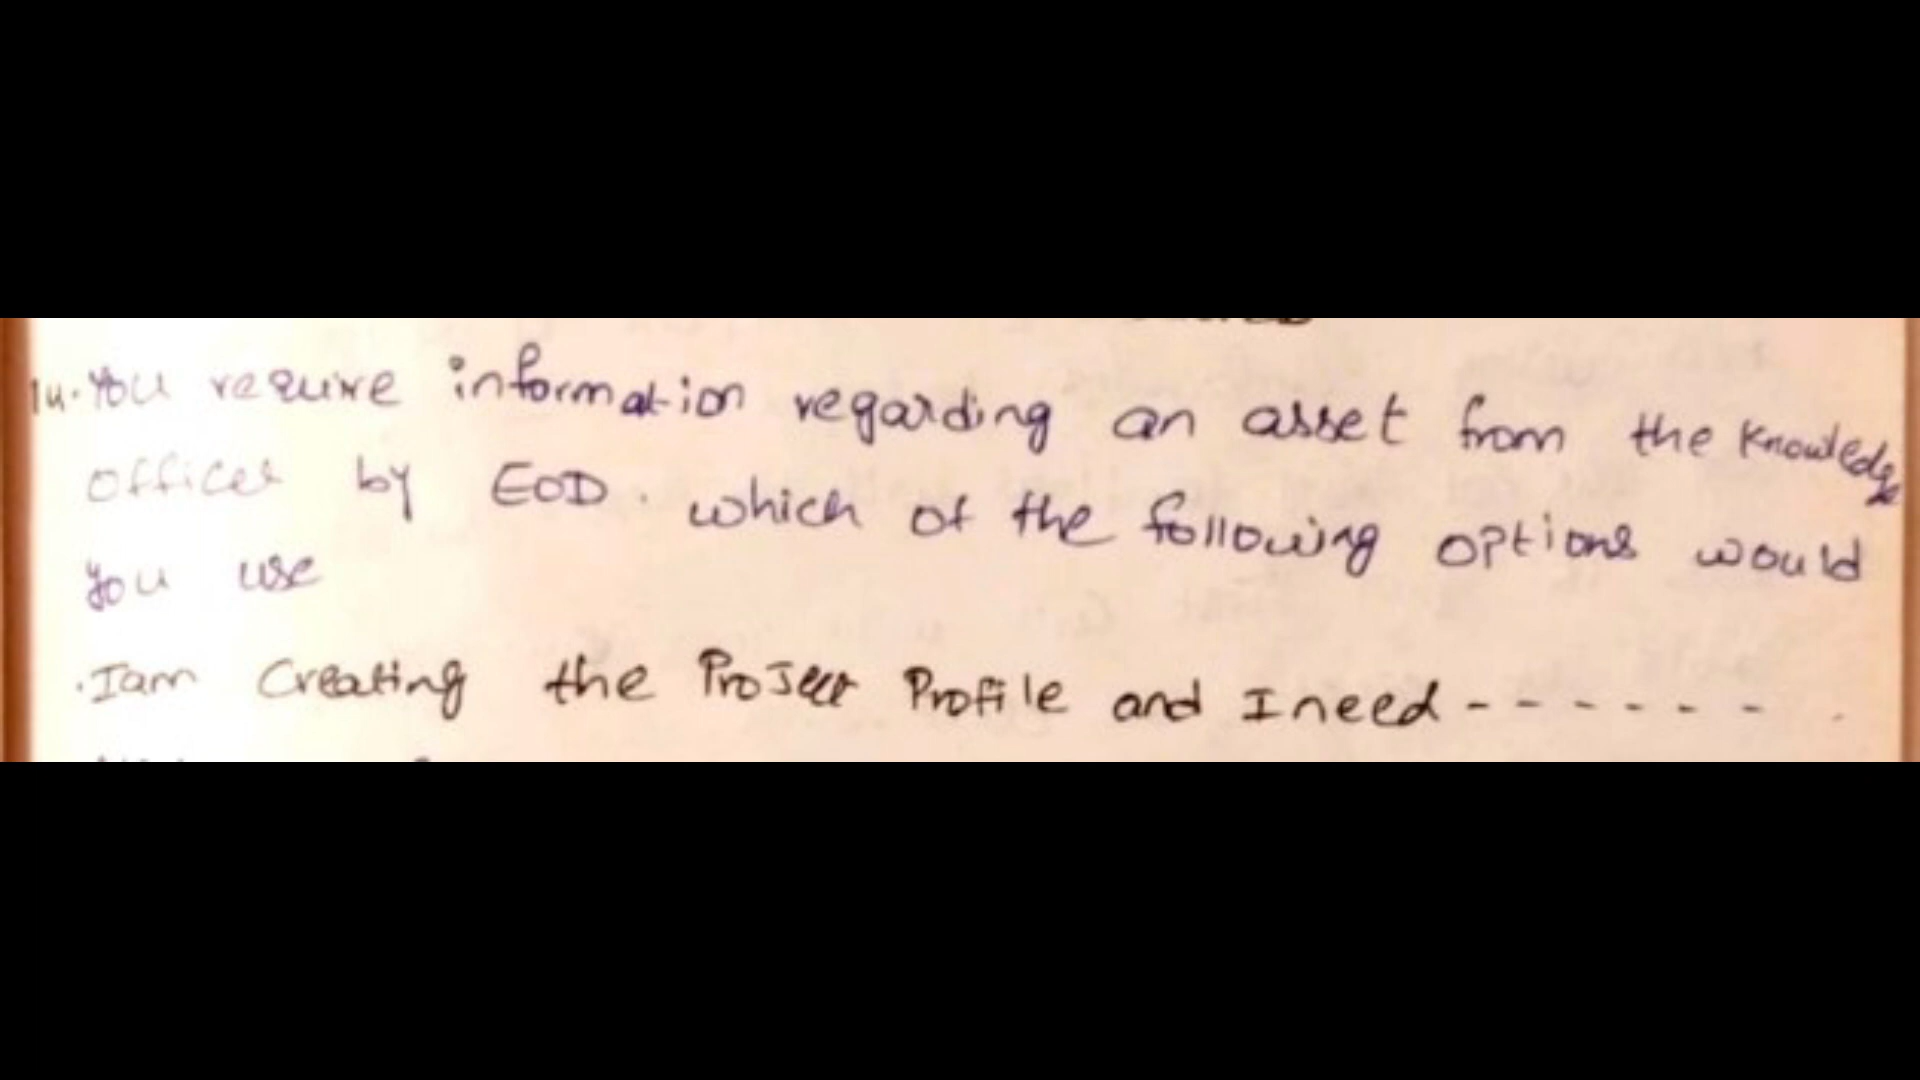 14. You require information regarding an asset from the Knowledge
officer by EOD. which of the following options would
you use
. I am Creating the Project Profile and I need - - - - - - .